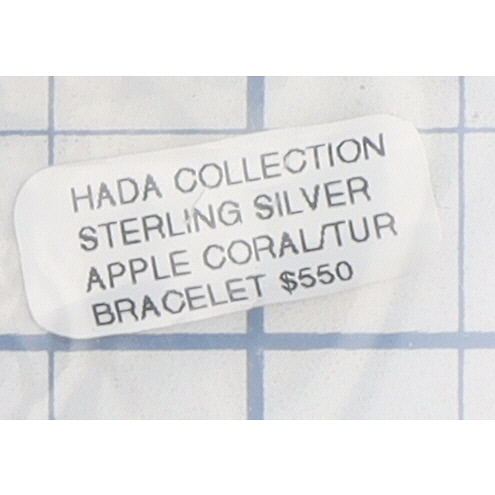 HADA COLLECTION
STERLING SILVER
APPLE CORAL/TUR
BRACELET $550